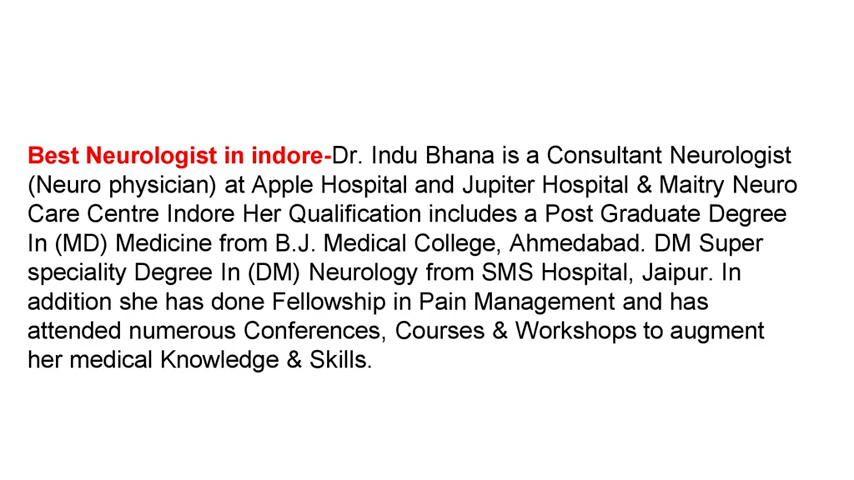 Best Neurologist in indore-Dr. Indu Bhana is a Consultant Neurologist
(Neuro physician) at Apple Hospital and Jupiter Hospital & Maitry Neuro
Care Centre Indore Her Qualification includes a Post Graduate Degree
In (MD) Medicine from B.J. Medical College, Ahmedabad. DM Super
speciality Degree In (DM) Neurology from SMS Hospital, Jaipur. In
addition she has done Fellowship in Pain Management and has
attended numerous Conferences, Courses & Workshops to augment
her medical Knowledge & Skills.